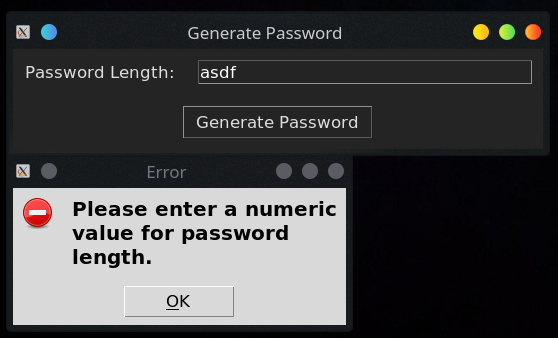 Generate Password
Password Length: asdf
Generate Password
Error
Please enter a numeric
value for password
length.
OK